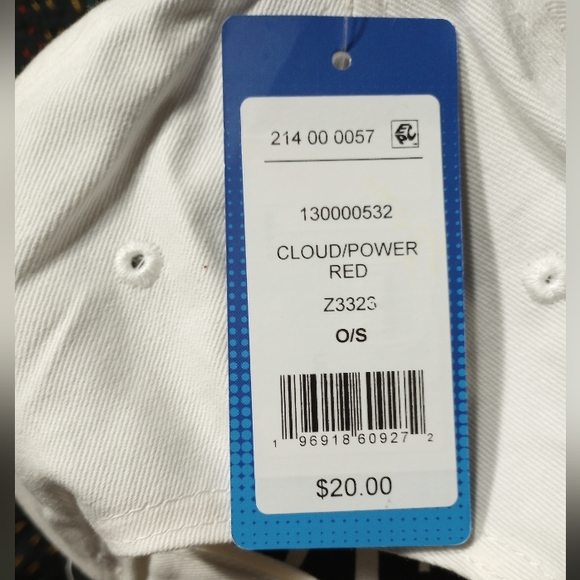 214 00 0057
130000532
CLOUD/POWER
RED
Z3323
O/S
1 96918 60927 2
$20.00